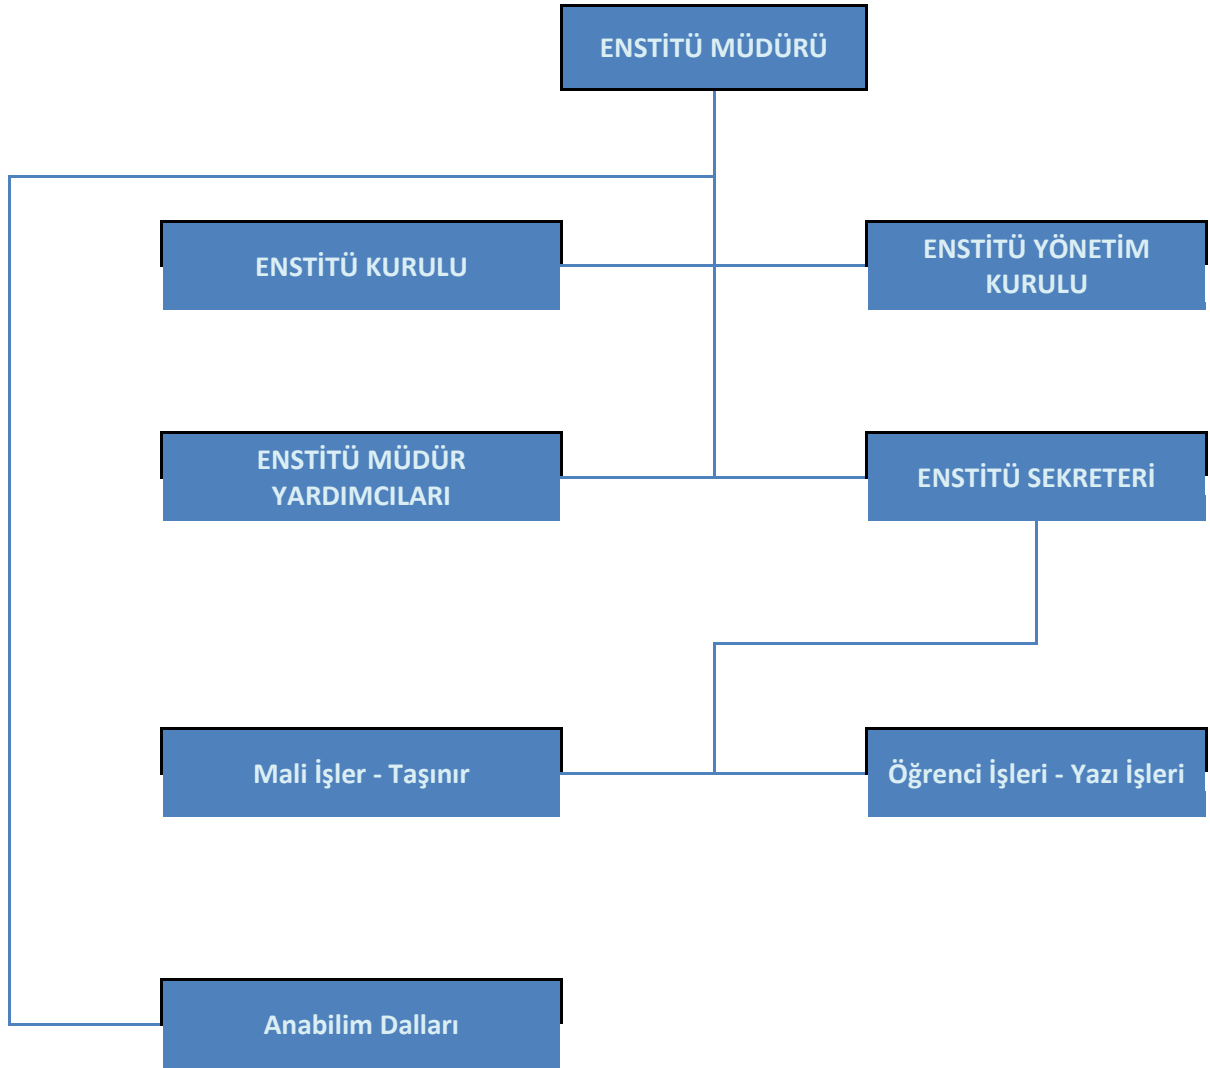 ENSTİTÜ MÜDÜRÜ
ENSTİTÜ KURULU
ENSTİTÜ YÖNETİM
KURULU
ENSTİTÜ MÜDÜR
YARDIMCILARI
ENSTİTÜ SEKRETERİ
Mali İşler - Taşınır
Öğrenci İşleri - Yazı İşleri
Anabilim Dalları